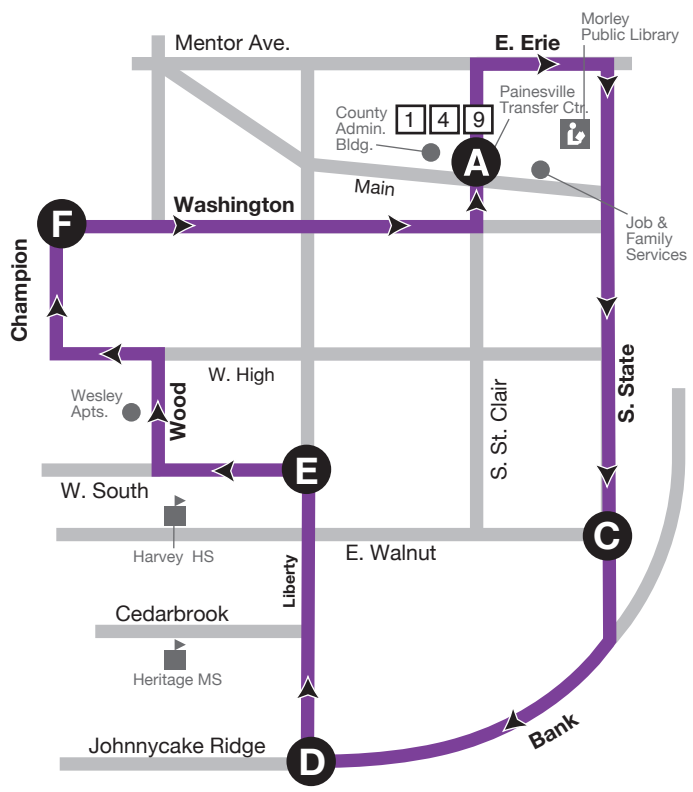 Morley
Public Library
Mentor Ave.
E. Erie
Painesville
Transfer Ctr.
County
Admin.
Bldg.
1 4 9
A
Main
Washington
F
Job &
Family
Services
Champion
W. High
Wesley
Apts.
Wood
S. St. Clair
S. State
E
W. South
C
E. Walnut
Harvey HS
Liberty
Cedarbrook
Heritage MS
Bank
Johnnycake Ridge
D